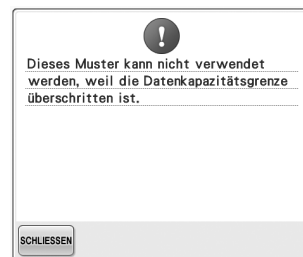 Dieses Muster kann nicht verwendet
werden, weil die Datenkapazitätsgrenze
überschritten ist.
SCHLIESSEN